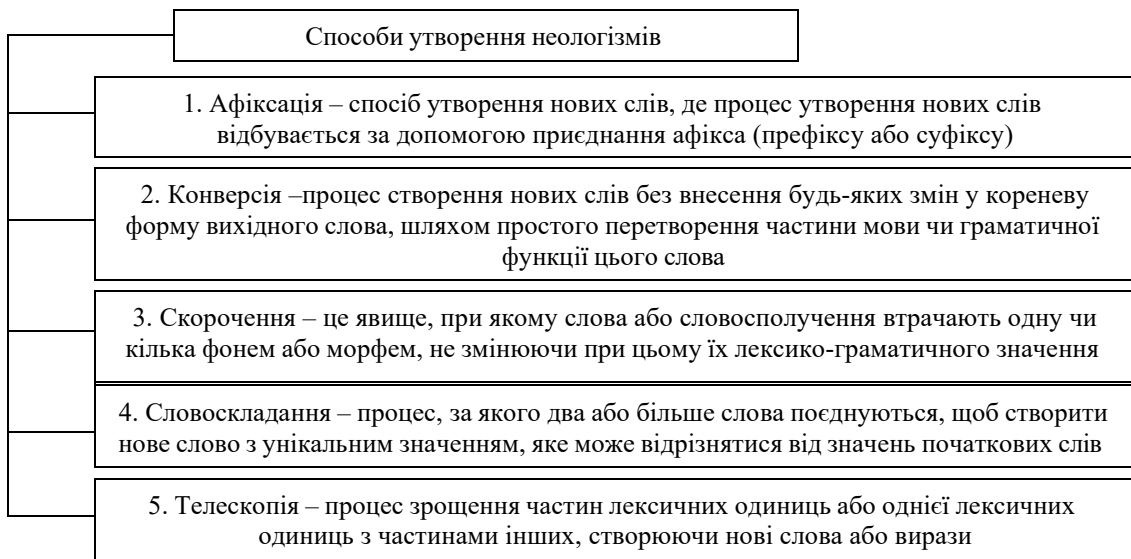 Способи утворення неологізмів
1. Афіксація – спосіб утворення нових слів, де процес утворення нових слів
відбувається за допомогою приєднання афікса (префіксу або суфіксу)
2. Конверсія –процес створення нових слів без внесення будь-яких змін у кореневу
форму вихідного слова, шляхом простого перетворення частини мови чи граматичної
функції цього слова
3. Скорочення – це явище, при якому слова або словосполучення втрачають одну чи
кілька фонем або морфем, не змінюючи при цьому їх лексико-граматичного значення
4. Словоскладання – процес, за якого два або більше слова поєднуються, щоб створити
нове слово з унікальним значенням, яке може відрізнятися від значень початкових слів
5. Телескопія – процес зрощення частин лексичних одиниць або однієї лексичних
одиниць з частинами інших, створюючи нові слова або вирази